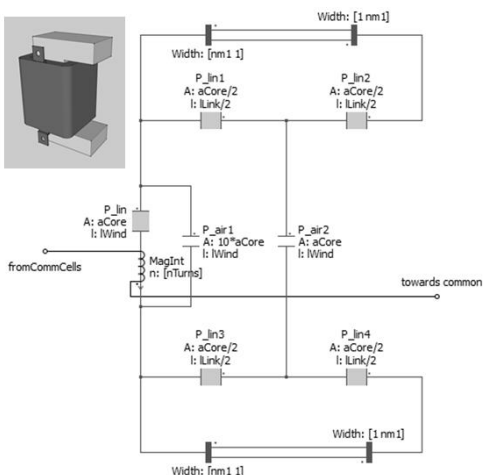 Width: [1 nm1]
Width: [nm1 1]
P_lin1
A: aCore/2
l: lLink/2
P_lin2
A: aCore/2
l: lLink/2
P_lin
A: aCore
l: lWind
P_air1
A: 10*aCore
l: lWind
P_air2
A: aCore
l: lWind
fromCommCells
MagInt
n: [nTurns]
towards common
P_lin3
A: aCore/2
l: lLink/2
P_lin4
A: aCore/2
l: lLink/2
Width: [1 nm1]
Width: [nm1 1]